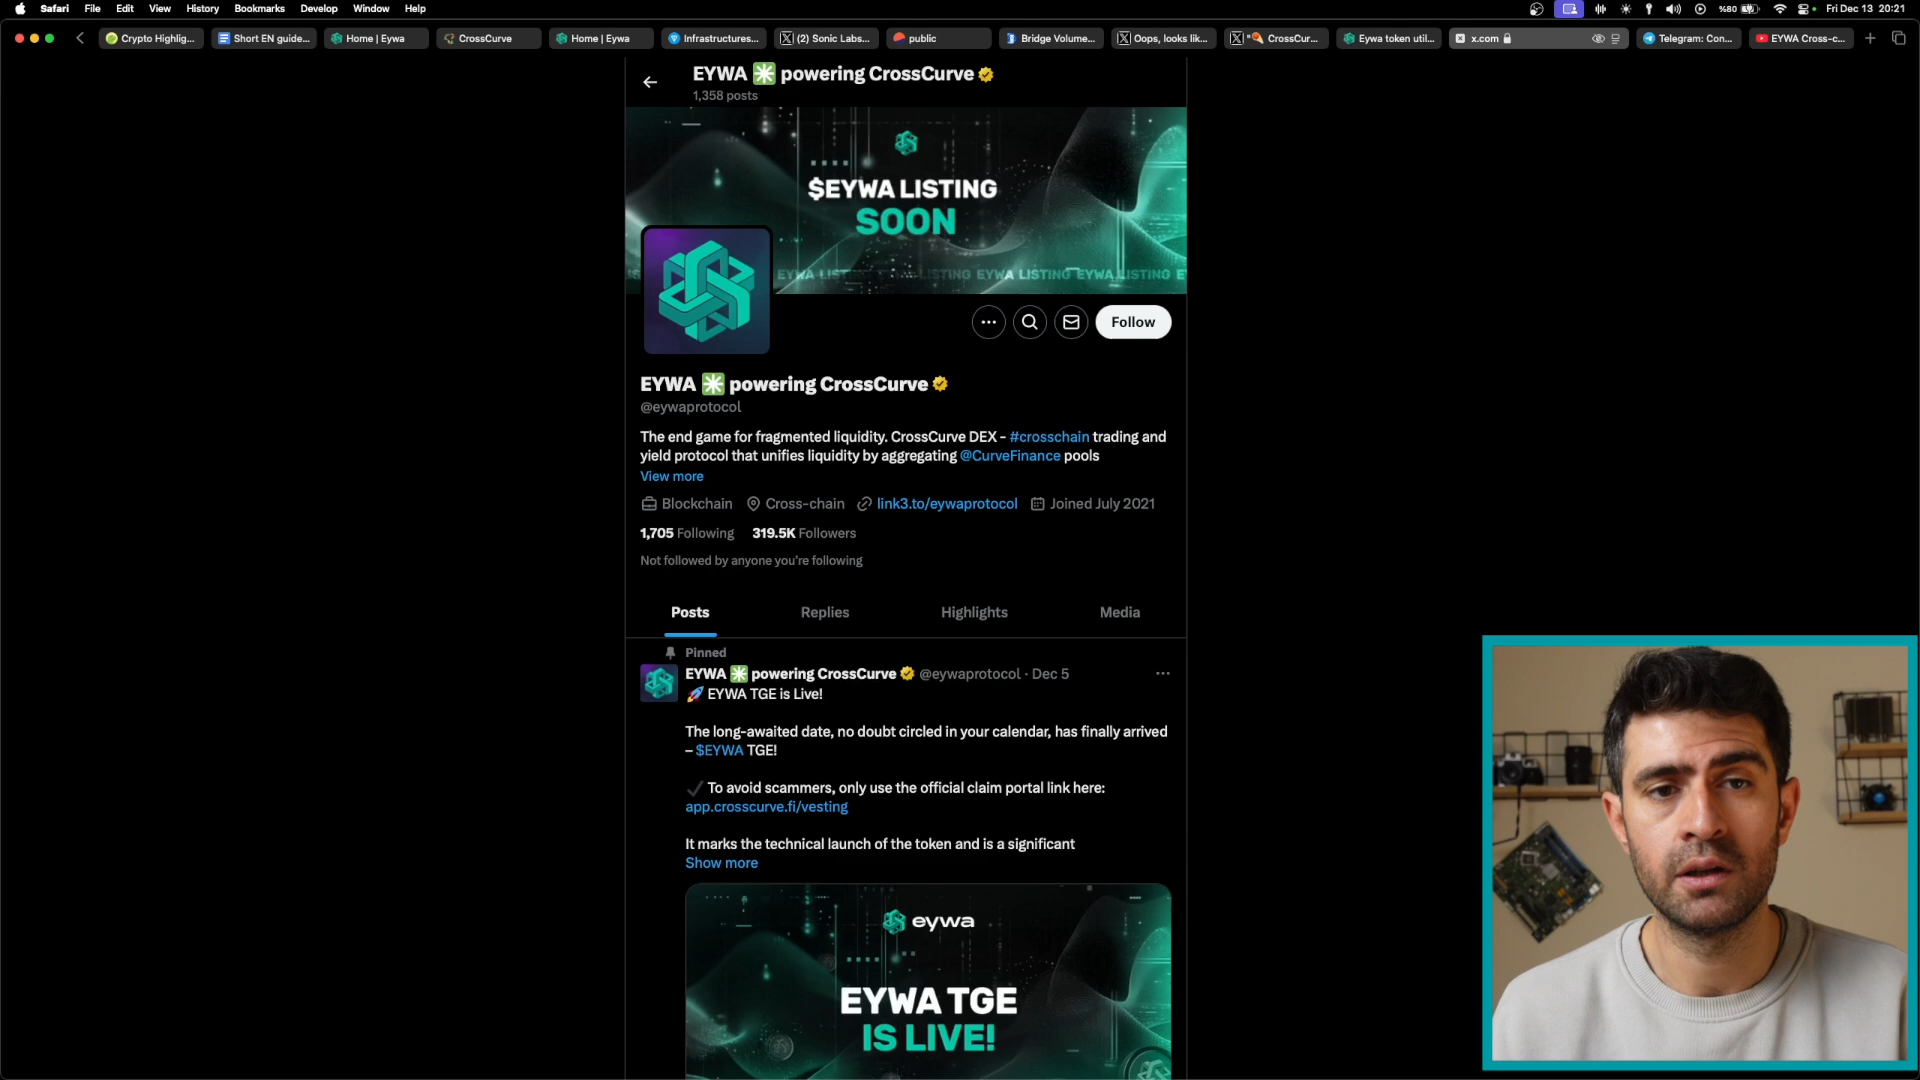 Safari File Edit View History Bookmarks Develop Window Help
%80 Fri Dec 13 20:21
Crypto Highlig... Short EN guide... Home | Eywa CrossCurve Home | Eywa Infrastructures... (2) Sonic Labs... public Bridge Volume... Oops, looks lik... CrossCur... Eywa token util... x.com Telegram: Con... EYWA Cross-c...
EYWA ✳️ powering CrossCurve
1,358 posts
$EYWA LISTING
SOON
EYWA LISTING EYWA LISTING
Follow
EYWA ✳️ powering CrossCurve
@eywaprotocol
The end game for fragmented liquidity. CrossCurve DEX - #crosschain trading and
yield protocol that unifies liquidity by aggregating @CurveFinance pools
View more
Blockchain Cross-chain link3.to/eywaprotocol Joined July 2021
1,705 Following 319.5K Followers
Not followed by anyone you're following
Posts Replies Highlights Media
Pinned
EYWA ✳️ powering CrossCurve @eywaprotocol · Dec 5
🚀 EYWA TGE is Live!
The long-awaited date, no doubt circled in your calendar, has finally arrived
– $EYWA TGE!
✔️ To avoid scammers, only use the official claim portal link here:
app.crosscurve.fi/vesting
It marks the technical launch of the token and is a significant
Show more
eywa
EYWA TGE
IS LIVE!